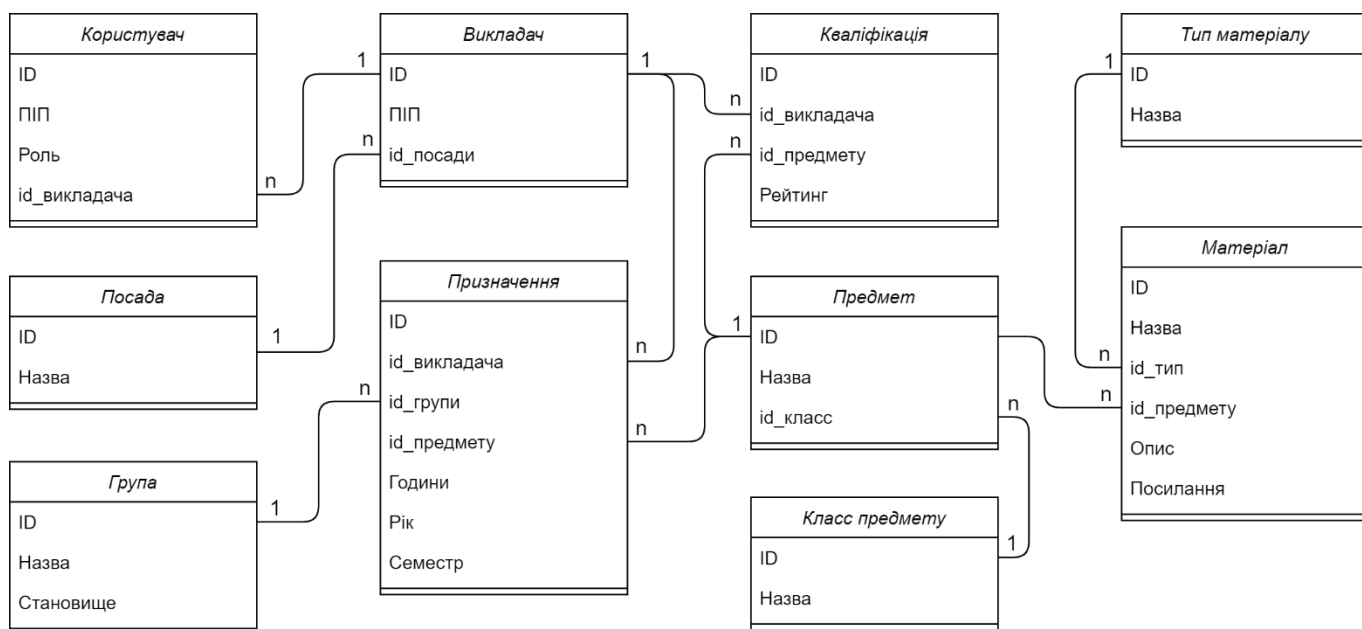 Користувач
ID
ПІП
Роль
id_викладача
n
1
Викладач
ID
ПІП
id_посади
n
1
Кваліфікація
ID
id_викладача
id_предмету
Рейтинг
n
n
Тип матеріалу
1
ID
Назва
Посада
ID
Назва
1
Призначення
ID
id_викладача
id_групи
id_предмету
Години
Рік
Семестр
n
n
n
Предмет
1
ID
Назва
id_класс
n
Матеріал
ID
Назва
id_тип
id_предмету
Опис
Посилання
n
n
Група
ID
Назва
Становище
1
Класс предмету
ID
Назва
1